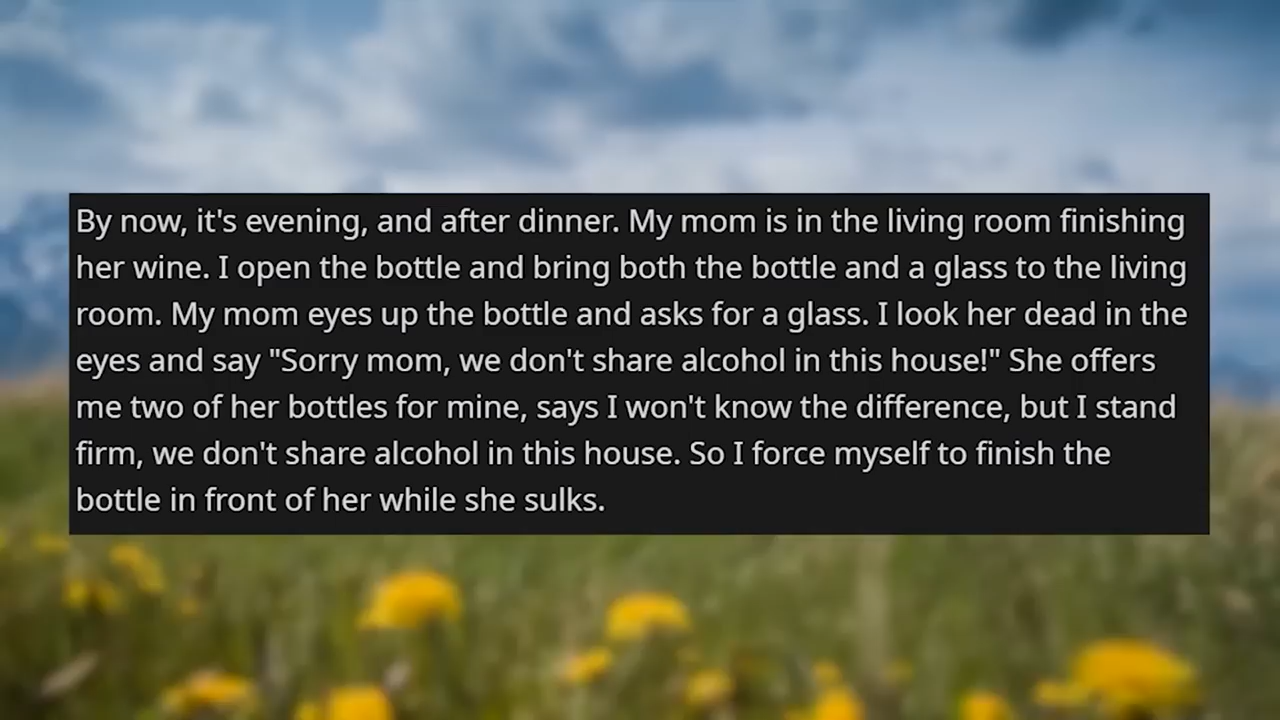 By now, it's evening, and after dinner. My mom is in the living room finishing
her wine. I open the bottle and bring both the bottle and a glass to the living
room. My mom eyes up the bottle and asks for a glass. I look her dead in the
eyes and say "Sorry mom, we don't share alcohol in this house!" She offers
me two of her bottles for mine, says I won't know the difference, but I stand
firm, we don't share alcohol in this house. So I force myself to finish the
bottle in front of her while she sulks.